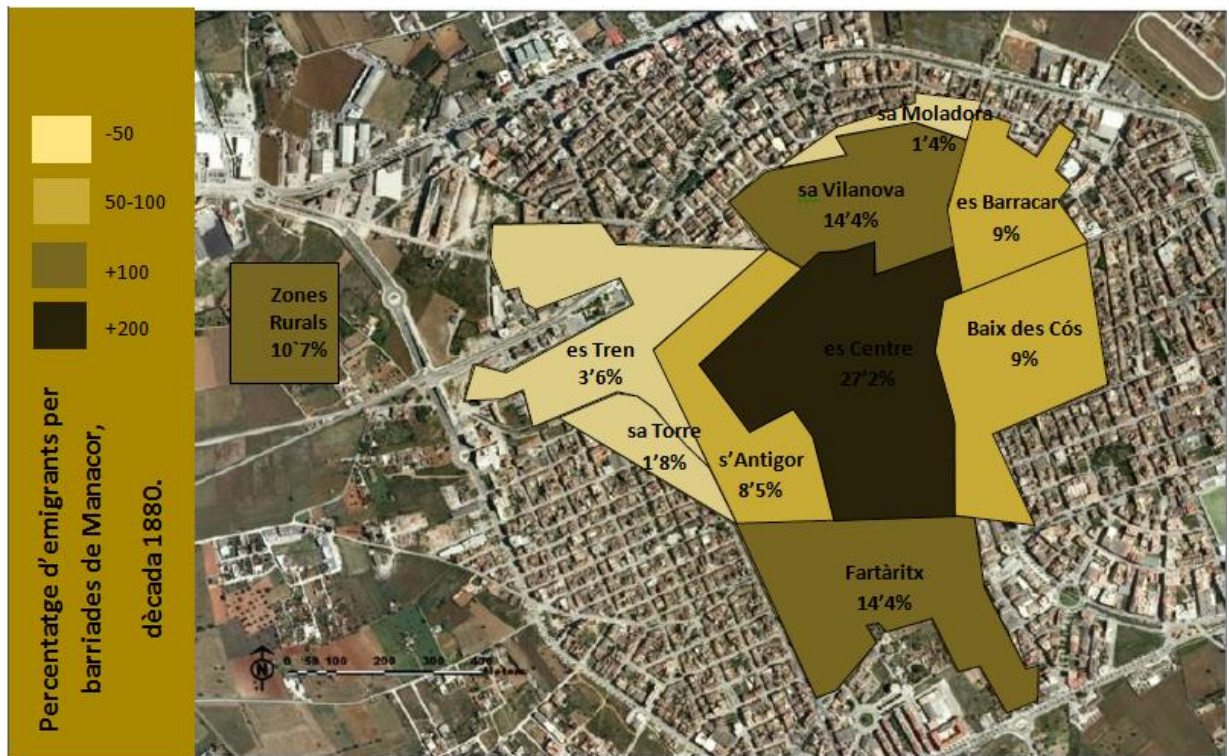 -50
50-100
+100
+200
Percentatge d’emigrants per
barriades de Manacor,
dècada 1880.
Zones
Rurals
10`7%
sa Moladora
1’4%
sa Vilanova
14’4%
es Barracar
9%
es Tren
3’6%
es Centre
27’2%
Baix des Cós
9%
sa Torre
1’8%
s’Antigor
8’5%
Fartàritx
14’4%
N
0 50 100 200 300 400